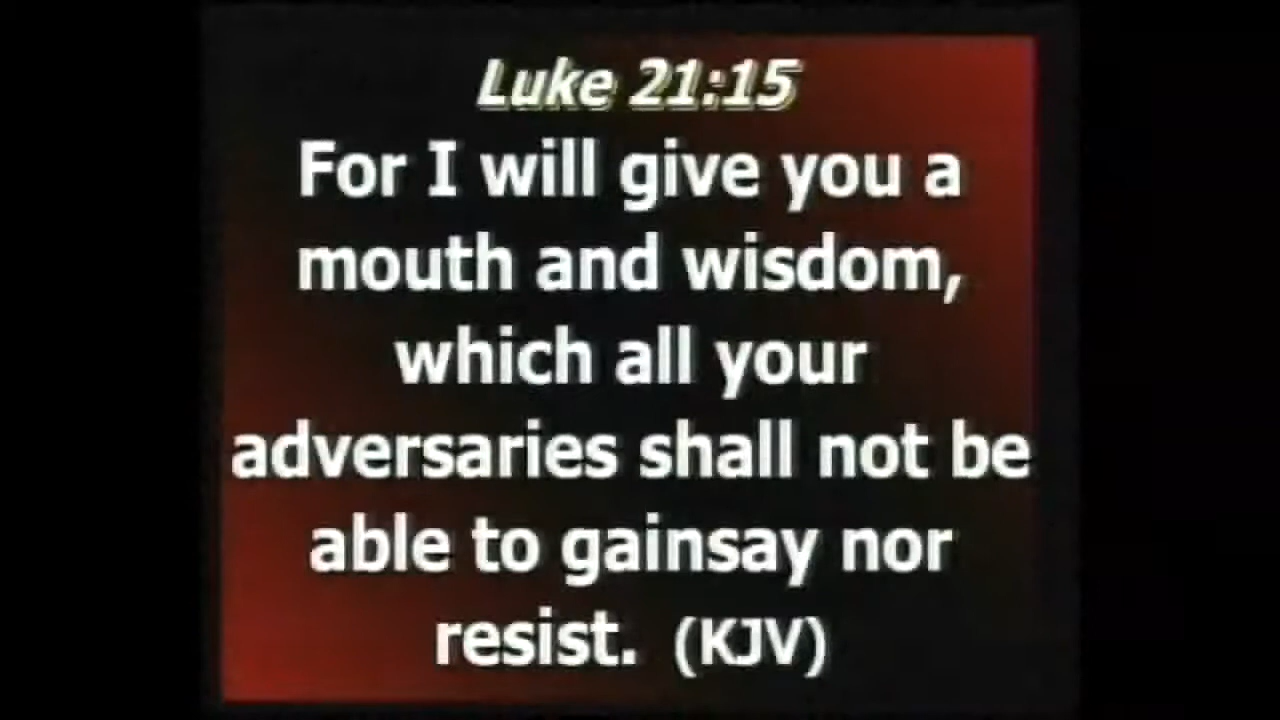 Luke 21:15
For I will give you a
mouth and wisdom,
which all your
adversaries shall not be
able to gainsay nor
resist. (KJV)